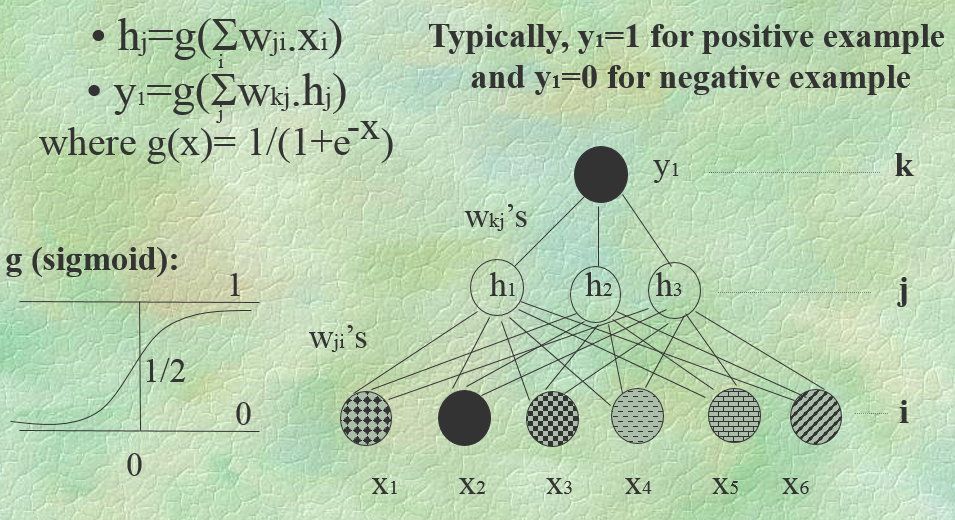 • hj=g(∑wji.xi)
i
• y1=g(∑wkj.hj)
j
where g(x)= 1/(1+e-x)
Typically, y1=1 for positive example
and y1=0 for negative example
y1
k
wkj's
g (sigmoid):
1
h1 h2 h3
j
wji's
1/2
0
i
0
x1 x2 x3 x4 x5 x6